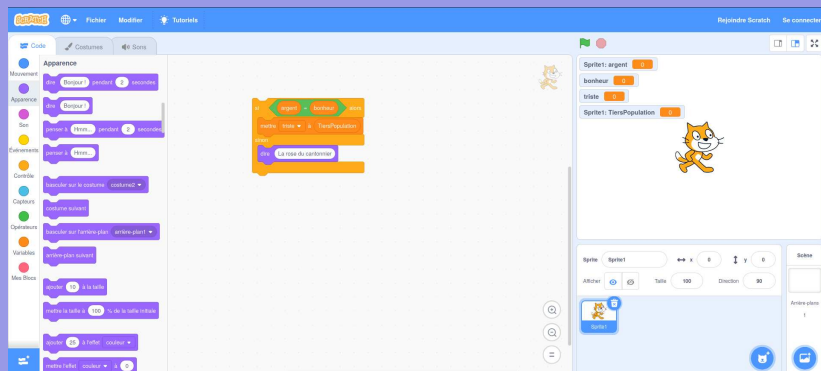 SCRATCH Fichier Modifier Tutoriels Rejoindre Scratch Se connecter
Code Costumes Sons
Mouvement
Apparence
Son
Événements
Contrôle
Capteurs
Opérateurs
Variables
Mes Blocs
Apparence
dire Bonjour ! pendant 2 secondes
dire Bonjour !
penser à Hmm... pendant 2 secondes
penser à Hmm...
basculer sur le costume costume2
costume suivant
basculer sur l'arrière-plan arrière-plan1
arrière-plan suivant
ajouter 10 à la taille
mettre la taille à 100 % de la taille initiale
ajouter 25 à l'effet couleur
mettre l'effet couleur à 0
si argent = bonheur alors
mettre triste à TiersPopulation
sinon
dire La rose du cantonnier
Sprite1: argent 0
bonheur 0
triste 0
Sprite1: TiersPopulation 0
Sprite Sprite1 x 0 y 0
Afficher Taille 100 Direction 90
Sprite1
Scène
Arrière-plans
1